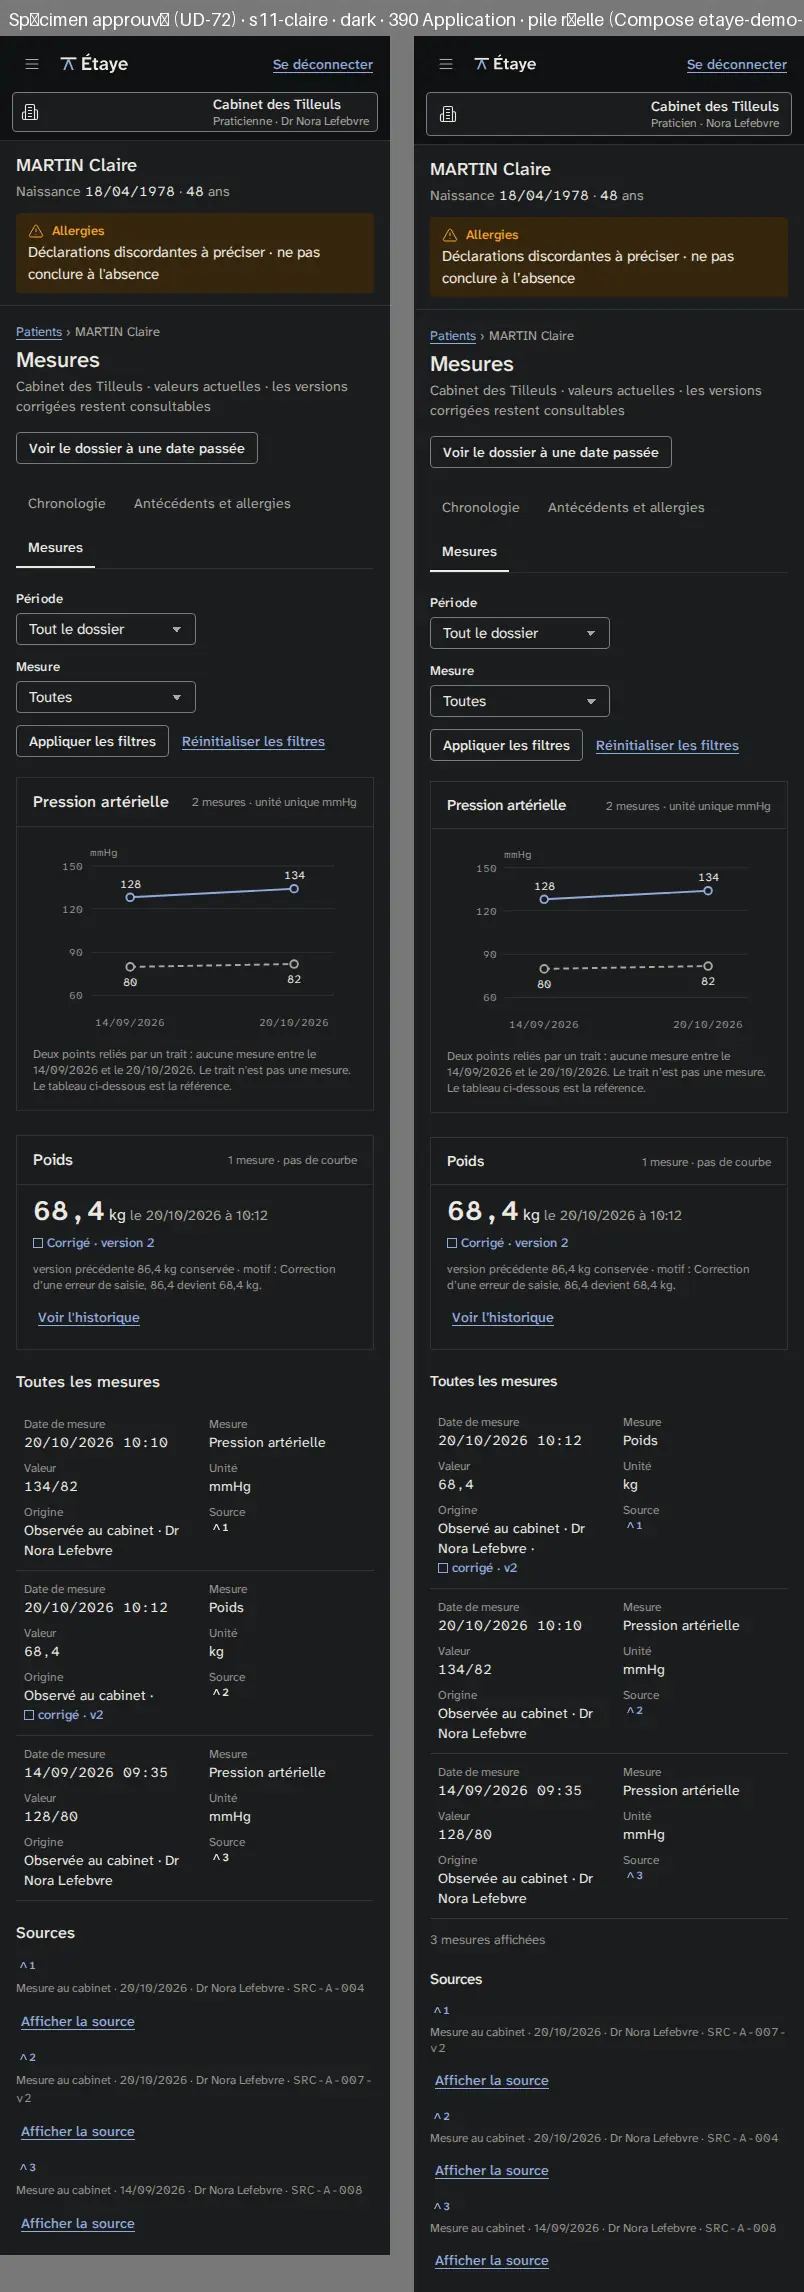 Sp□cimen approuv□ (UD-72) · s11-claire · dark · 390
Application · pile r□elle (Compose etaye-demo-
Étaye
Se déconnecter
Cabinet des Tilleuls
Praticienne · Dr Nora Lefebvre
MARTIN Claire
Naissance 18/04/1978 · 48 ans
Allergies
Déclarations discordantes à préciser · ne pas
conclure à l'absence
Patients › MARTIN Claire
Mesures
Cabinet des Tilleuls · valeurs actuelles · les versions
corrigées restent consultables
Voir le dossier à une date passée
Chronologie
Antécédents et allergies
Mesures
Période
Tout le dossier
Mesure
Toutes
Appliquer les filtres
Réinitialiser les filtres
Pression artérielle
2 mesures · unité unique mmHg
mmHg
150
128
134
120
90
80
82
60
14/09/2026
20/10/2026
Deux points reliés par un trait : aucune mesure entre le
14/09/2026 et le 20/10/2026. Le trait n'est pas une mesure.
Le tableau ci-dessous est la référence.
Poids
1 mesure · pas de courbe
68,4 kg le 20/10/2026 à 10:12
Corrigé · version 2
version précédente 86,4 kg conservée · motif : Correction
d'une erreur de saisie, 86,4 devient 68,4 kg.
Voir l'historique
Toutes les mesures
Date de mesure
Mesure
20/10/2026 10:10
Pression artérielle
Valeur
Unité
134/82
mmHg
Origine
Source
Observée au cabinet · Dr
Nora Lefebvre
^1
Date de mesure
Mesure
20/10/2026 10:12
Poids
Valeur
Unité
68,4
kg
Origine
Source
Observé au cabinet ·
^2
corrigé · v2
Date de mesure
Mesure
14/09/2026 09:35
Pression artérielle
Valeur
Unité
128/80
mmHg
Origine
Source
Observée au cabinet · Dr
Nora Lefebvre
^3
Sources
^1
Mesure au cabinet · 20/10/2026 · Dr Nora Lefebvre · SRC-A-004
Afficher la source
^2
Mesure au cabinet · 20/10/2026 · Dr Nora Lefebvre · SRC-A-007-
v2
Afficher la source
^3
Mesure au cabinet · 14/09/2026 · Dr Nora Lefebvre · SRC-A-008
Afficher la source
Étaye
Se déconnecter
Cabinet des Tilleuls
Praticien · Nora Lefebvre
MARTIN Claire
Naissance 18/04/1978 · 48 ans
Allergies
Déclarations discordantes à préciser · ne pas
conclure à l'absence
Patients › MARTIN Claire
Mesures
Cabinet des Tilleuls · valeurs actuelles · les versions
corrigées restent consultables
Voir le dossier à une date passée
Chronologie
Antécédents et allergies
Mesures
Période
Tout le dossier
Mesure
Toutes
Appliquer les filtres
Réinitialiser les filtres
Pression artérielle
2 mesures · unité unique mmHg
mmHg
150
128
134
120
90
80
82
60
14/09/2026
20/10/2026
Deux points reliés par un trait : aucune mesure entre le
14/09/2026 et le 20/10/2026. Le trait n'est pas une mesure.
Le tableau ci-dessous est la référence.
Poids
1 mesure · pas de courbe
68,4 kg le 20/10/2026 à 10:12
Corrigé · version 2
version précédente 86,4 kg conservée · motif : Correction
d'une erreur de saisie, 86,4 devient 68,4 kg.
Voir l'historique
Toutes les mesures
Date de mesure
Mesure
20/10/2026 10:12
Poids
Valeur
Unité
68,4
kg
Origine
Source
Observé au cabinet · Dr
Nora Lefebvre ·
^1
corrigé · v2
Date de mesure
Mesure
20/10/2026 10:10
Pression artérielle
Valeur
Unité
134/82
mmHg
Origine
Source
Observée au cabinet · Dr
Nora Lefebvre
^2
Date de mesure
Mesure
14/09/2026 09:35
Pression artérielle
Valeur
Unité
128/80
mmHg
Origine
Source
Observée au cabinet · Dr
Nora Lefebvre
^3
3 mesures affichées
Sources
^1
Mesure au cabinet · 20/10/2026 · Dr Nora Lefebvre · SRC-A-007-
v2
Afficher la source
^2
Mesure au cabinet · 20/10/2026 · Dr Nora Lefebvre · SRC-A-004
Afficher la source
^3
Mesure au cabinet · 14/09/2026 · Dr Nora Lefebvre · SRC-A-008
Afficher la source